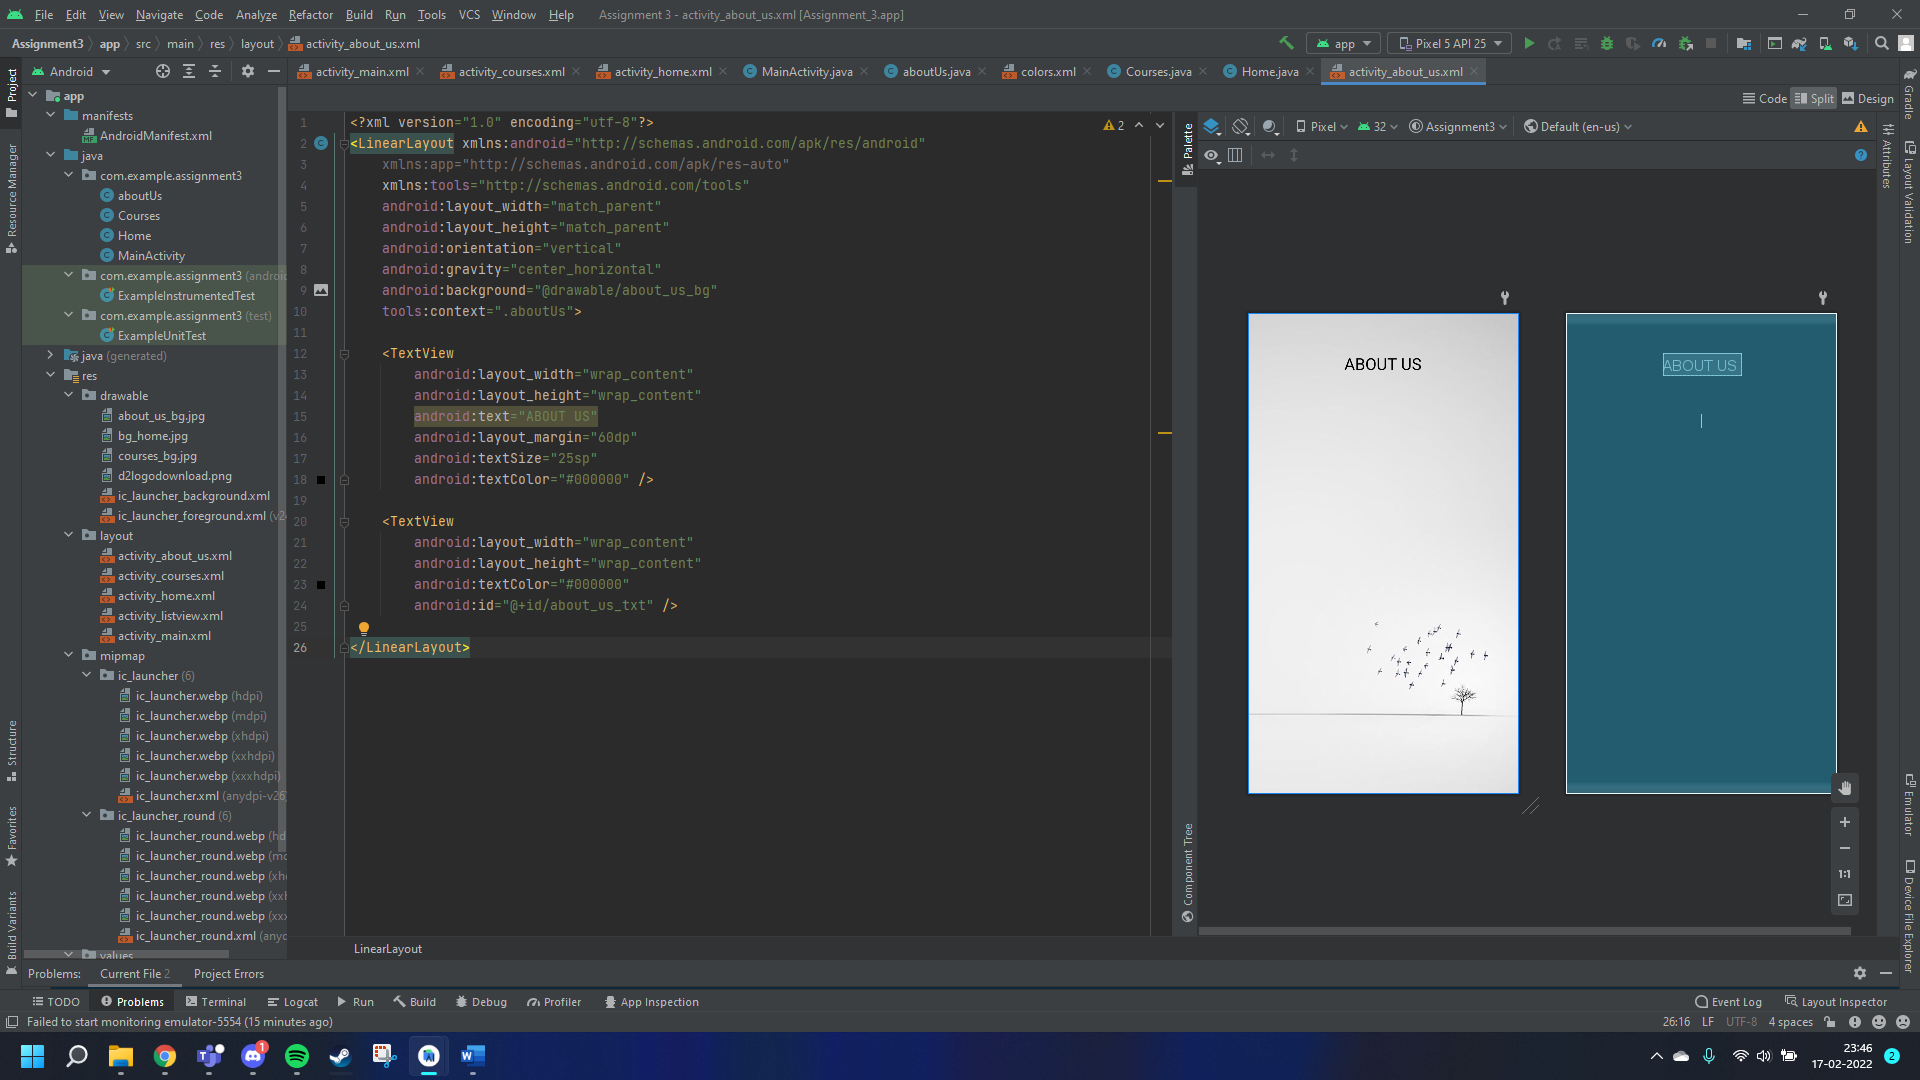 File Edit View Navigate Code Analyze Refactor Build Run Tools VCS Window Help Assignment 3 - activity_about_us.xml [Assignment_3.app]
Assignment3 app src main res layout activity_about_us.xml app Pixel 5 API 25
Android activity_main.xml activity_courses.xml activity_home.xml MainActivity.java aboutUs.java colors.xml Courses.java Home.java activity_about_us.xml
Code Split Design
Project
Resource Manager
Structure
Favorites
Build Variants
app
manifests
AndroidManifest.xml
java
com.example.assignment3
aboutUs
Courses
Home
MainActivity
com.example.assignment3 (androi
ExampleInstrumentedTest
com.example.assignment3 (test)
ExampleUnitTest
java (generated)
res
drawable
about_us_bg.jpg
bg_home.jpg
courses_bg.jpg
d2logodownload.png
ic_launcher_background.xml
ic_launcher_foreground.xml (v24
layout
activity_about_us.xml
activity_courses.xml
activity_home.xml
activity_listview.xml
activity_main.xml
mipmap
ic_launcher (6)
ic_launcher.webp (hdpi)
ic_launcher.webp (mdpi)
ic_launcher.webp (xhdpi)
ic_launcher.webp (xxhdpi)
ic_launcher.webp (xxxhdpi)
ic_launcher.xml (anydpi-v26
ic_launcher_round (6)
ic_launcher_round.webp (hd
ic_launcher_round.webp (mc
ic_launcher_round.webp (xhc
ic_launcher_round.webp (xxl
ic_launcher_round.webp (xxx
ic_launcher_round.xml (anyc
values
1 <?xml version="1.0" encoding="utf-8"?>
2 <LinearLayout xmlns:android="http://schemas.android.com/apk/res/android"
3 xmlns:app="http://schemas.android.com/apk/res-auto"
4 xmlns:tools="http://schemas.android.com/tools"
5 android:layout_width="match_parent"
6 android:layout_height="match_parent"
7 android:orientation="vertical"
8 android:gravity="center_horizontal"
9 android:background="@drawable/about_us_bg"
10 tools:context=".aboutUs">
11
12 <TextView
13 android:layout_width="wrap_content"
14 android:layout_height="wrap_content"
15 android:text="ABOUT US"
16 android:layout_margin="60dp"
17 android:textSize="25sp"
18 android:textColor="#000000" />
19
20 <TextView
21 android:layout_width="wrap_content"
22 android:layout_height="wrap_content"
23 android:textColor="#000000"
24 android:id="@+id/about_us_txt" />
25
26 </LinearLayout>
2
LinearLayout
Palette
Component Tree
Pixel 32 Assignment3 Default (en-us)
ABOUT US
ABOUT US
1:1
Attributes
Gradle
Layout Validation
Emulator
Device File Explorer
Problems: Current File 2 Project Errors
TODO Problems Terminal Logcat Run Build Debug Profiler App Inspection Event Log Layout Inspector
Failed to start monitoring emulator-5554 (15 minutes ago) 26:16 LF UTF-8 4 spaces
1
23:46
17-02-2022
2